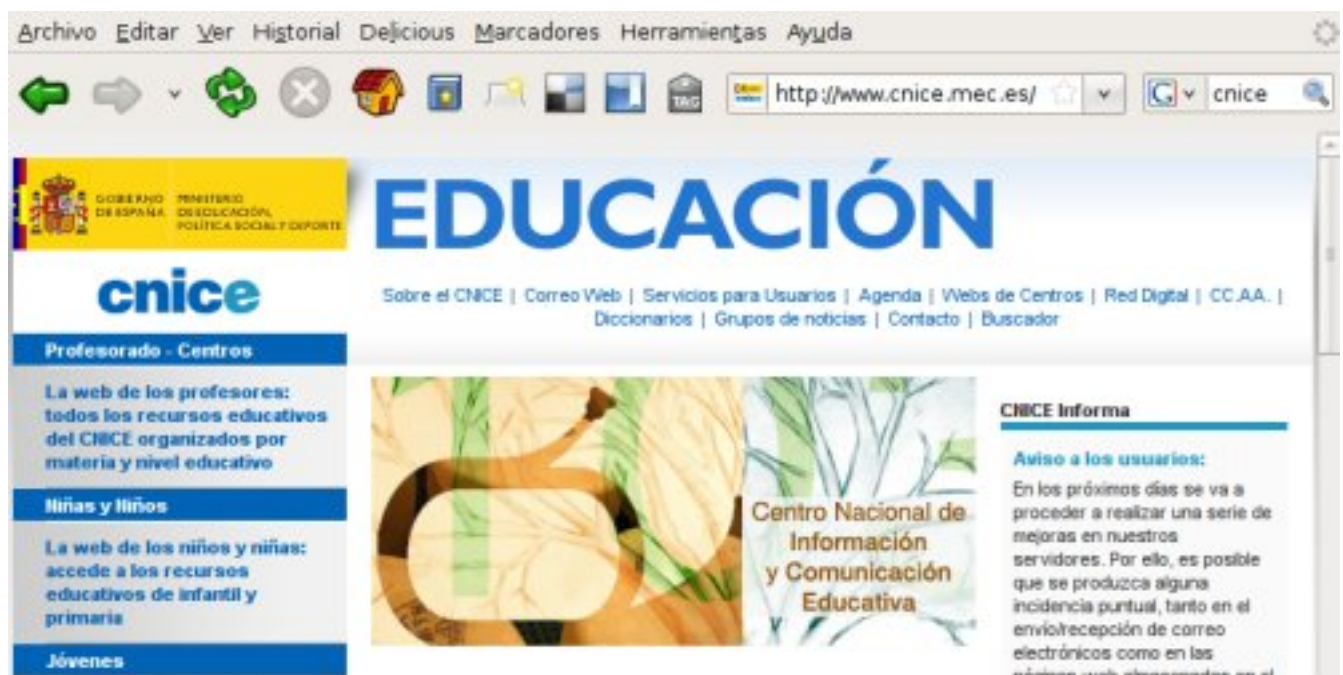 Archivo Editar Ver Historial Delicious Marcadores Herramientas Ayuda
TAG
http://www.cnice.mec.es/
G cnice
GOBIERNO DE ESPAÑA
MINISTERIO DE EDUCACIÓN, POLÍTICA SOCIAL Y DEPORTE
EDUCACIÓN
cnice
Sobre el CNICE | Correo Web | Servicios para Usuarios | Agenda | Webs de Centros | Red Digital | CC.AA. |
Diccionarios | Grupos de noticias | Contacto | Buscador
Profesorado - Centros
La web de los profesores:
todos los recursos educativos
del CNICE organizados por
materia y nivel educativo
Niñas y Niños
La web de los niños y niñas:
accede a los recursos
educativos de infantil y
primaria
Jóvenes
Centro Nacional de
Información
y Comunicación
Educativa
CNICE Informa
Aviso a los usuarios:
En los próximos días se va a
proceder a realizar una serie de
mejoras en nuestros
servidores. Por ello, es posible
que se produzca alguna
incidencia puntual, tanto en el
envío/recepción de correo
electrónicos como en las